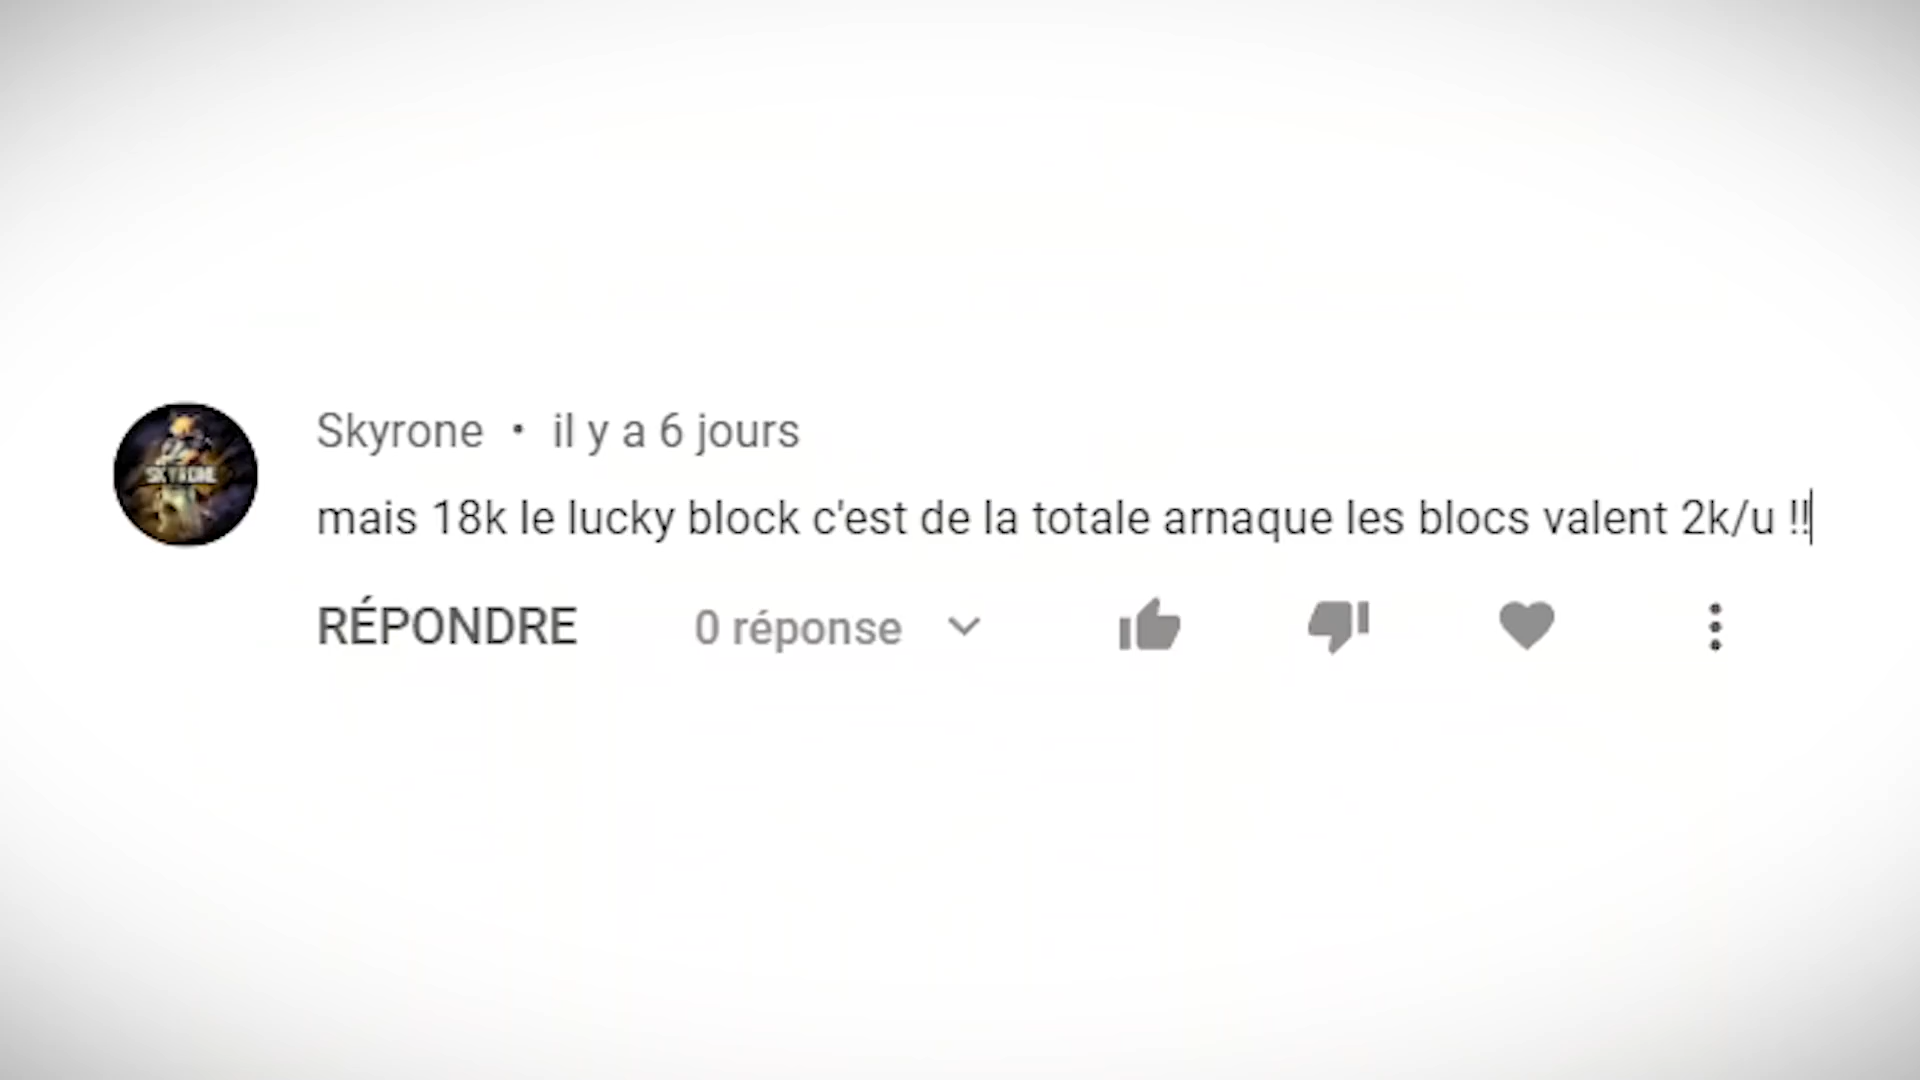 Skyrone • il y a 6 jours
SKYRONE
mais 18k le lucky block c'est de la totale arnaque les blocs valent 2k/u !!
RÉPONDRE 0 réponse